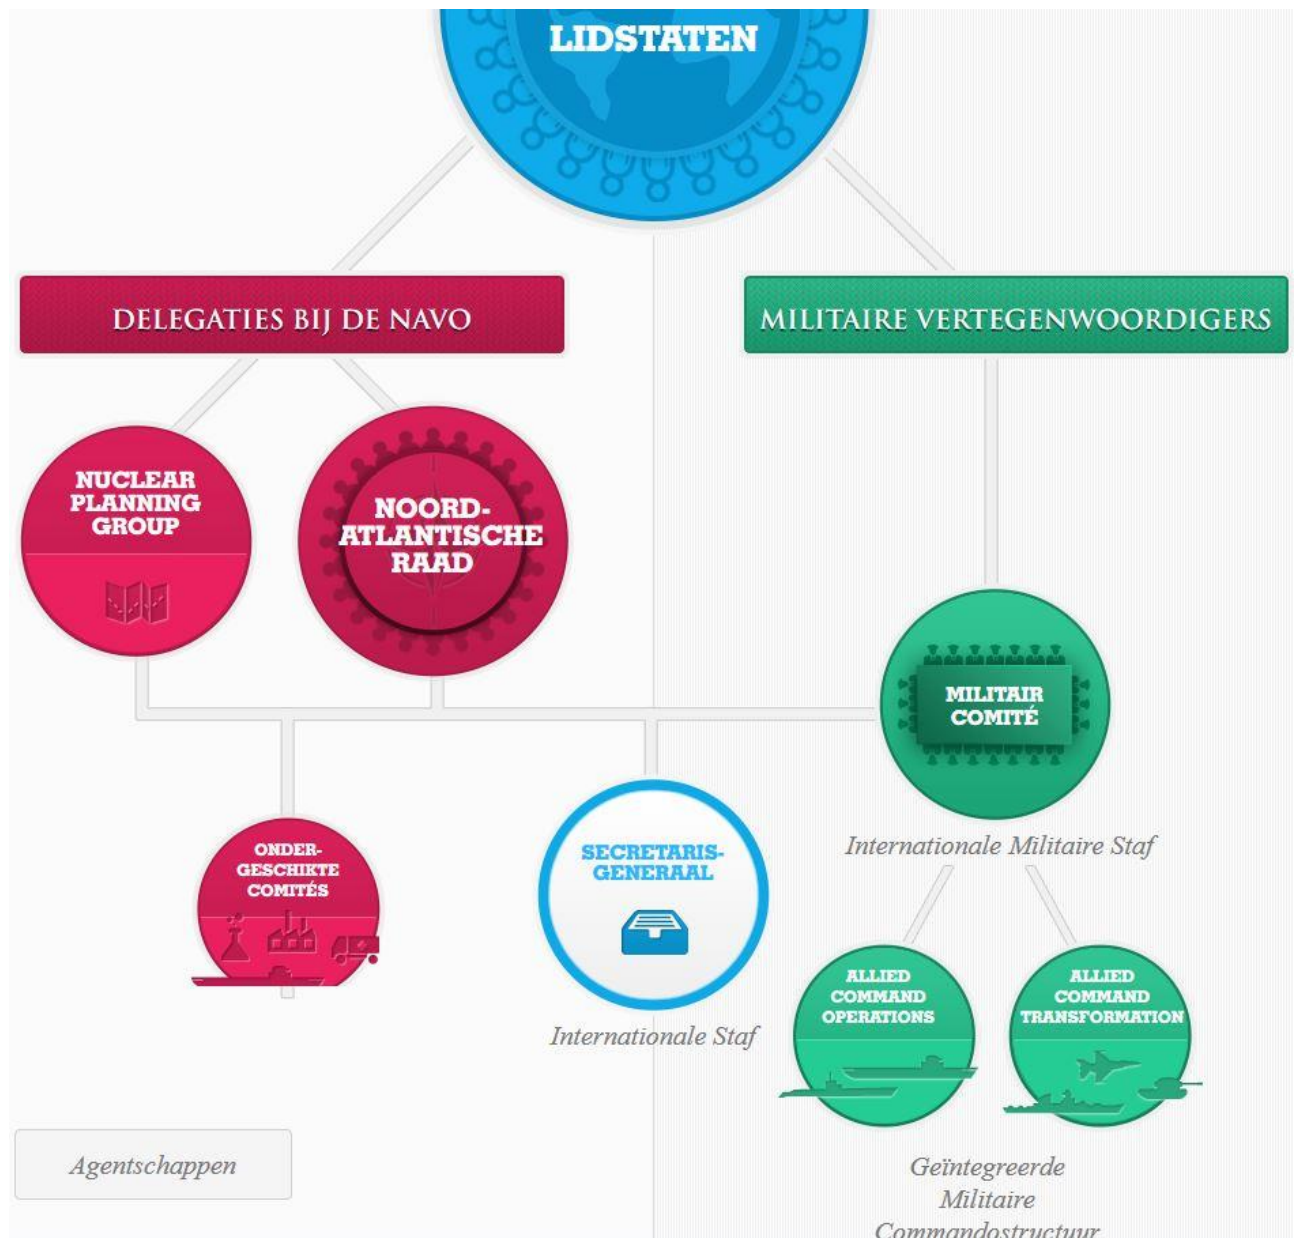 LIDSTATEN
DELEGATIES BIJ DE NAVO
MILITAIRE VERTEGENWOORDIGERS
NUCLEAR
PLANNING
GROUP
NOORD-
ATLANTISCHE
RAAD
MILITAIR
COMITÉ
Internationale Militaire Staf
ONDER-
GESCHIKTE
COMITÉS
SECRETARIS-
GENERAAL
Internationale Staf
ALLIED
COMMAND
OPERATIONS
ALLIED
COMMAND
TRANSFORMATION
Agentschappen
Geïntegreerde
Militaire
Commandostructuur